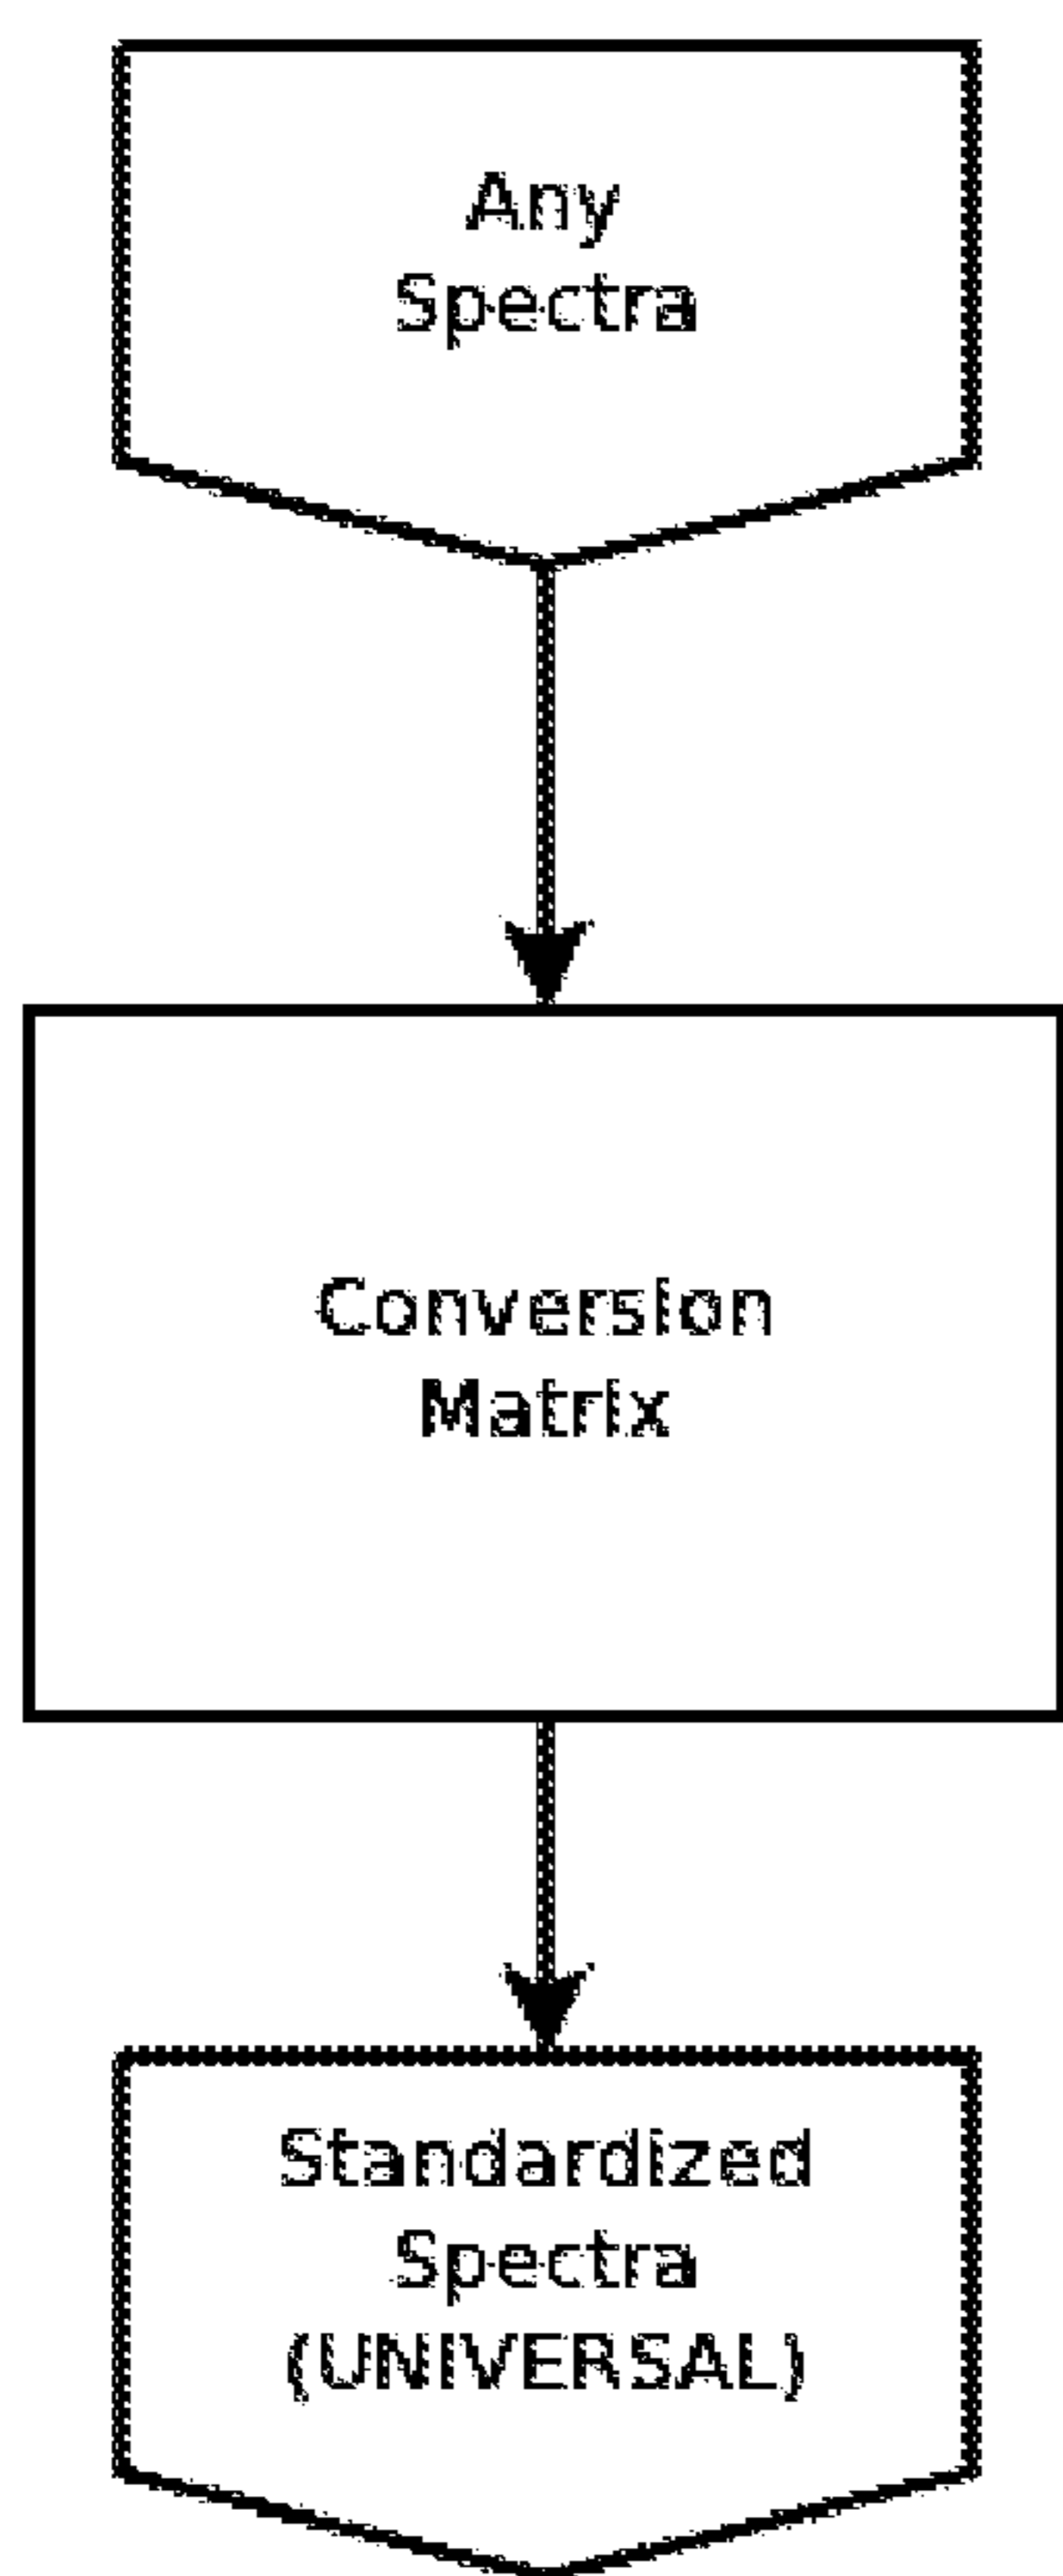 Any
Spectra
Conversion
Matrix
Standardized
Spectra
(UNIVERSAL)